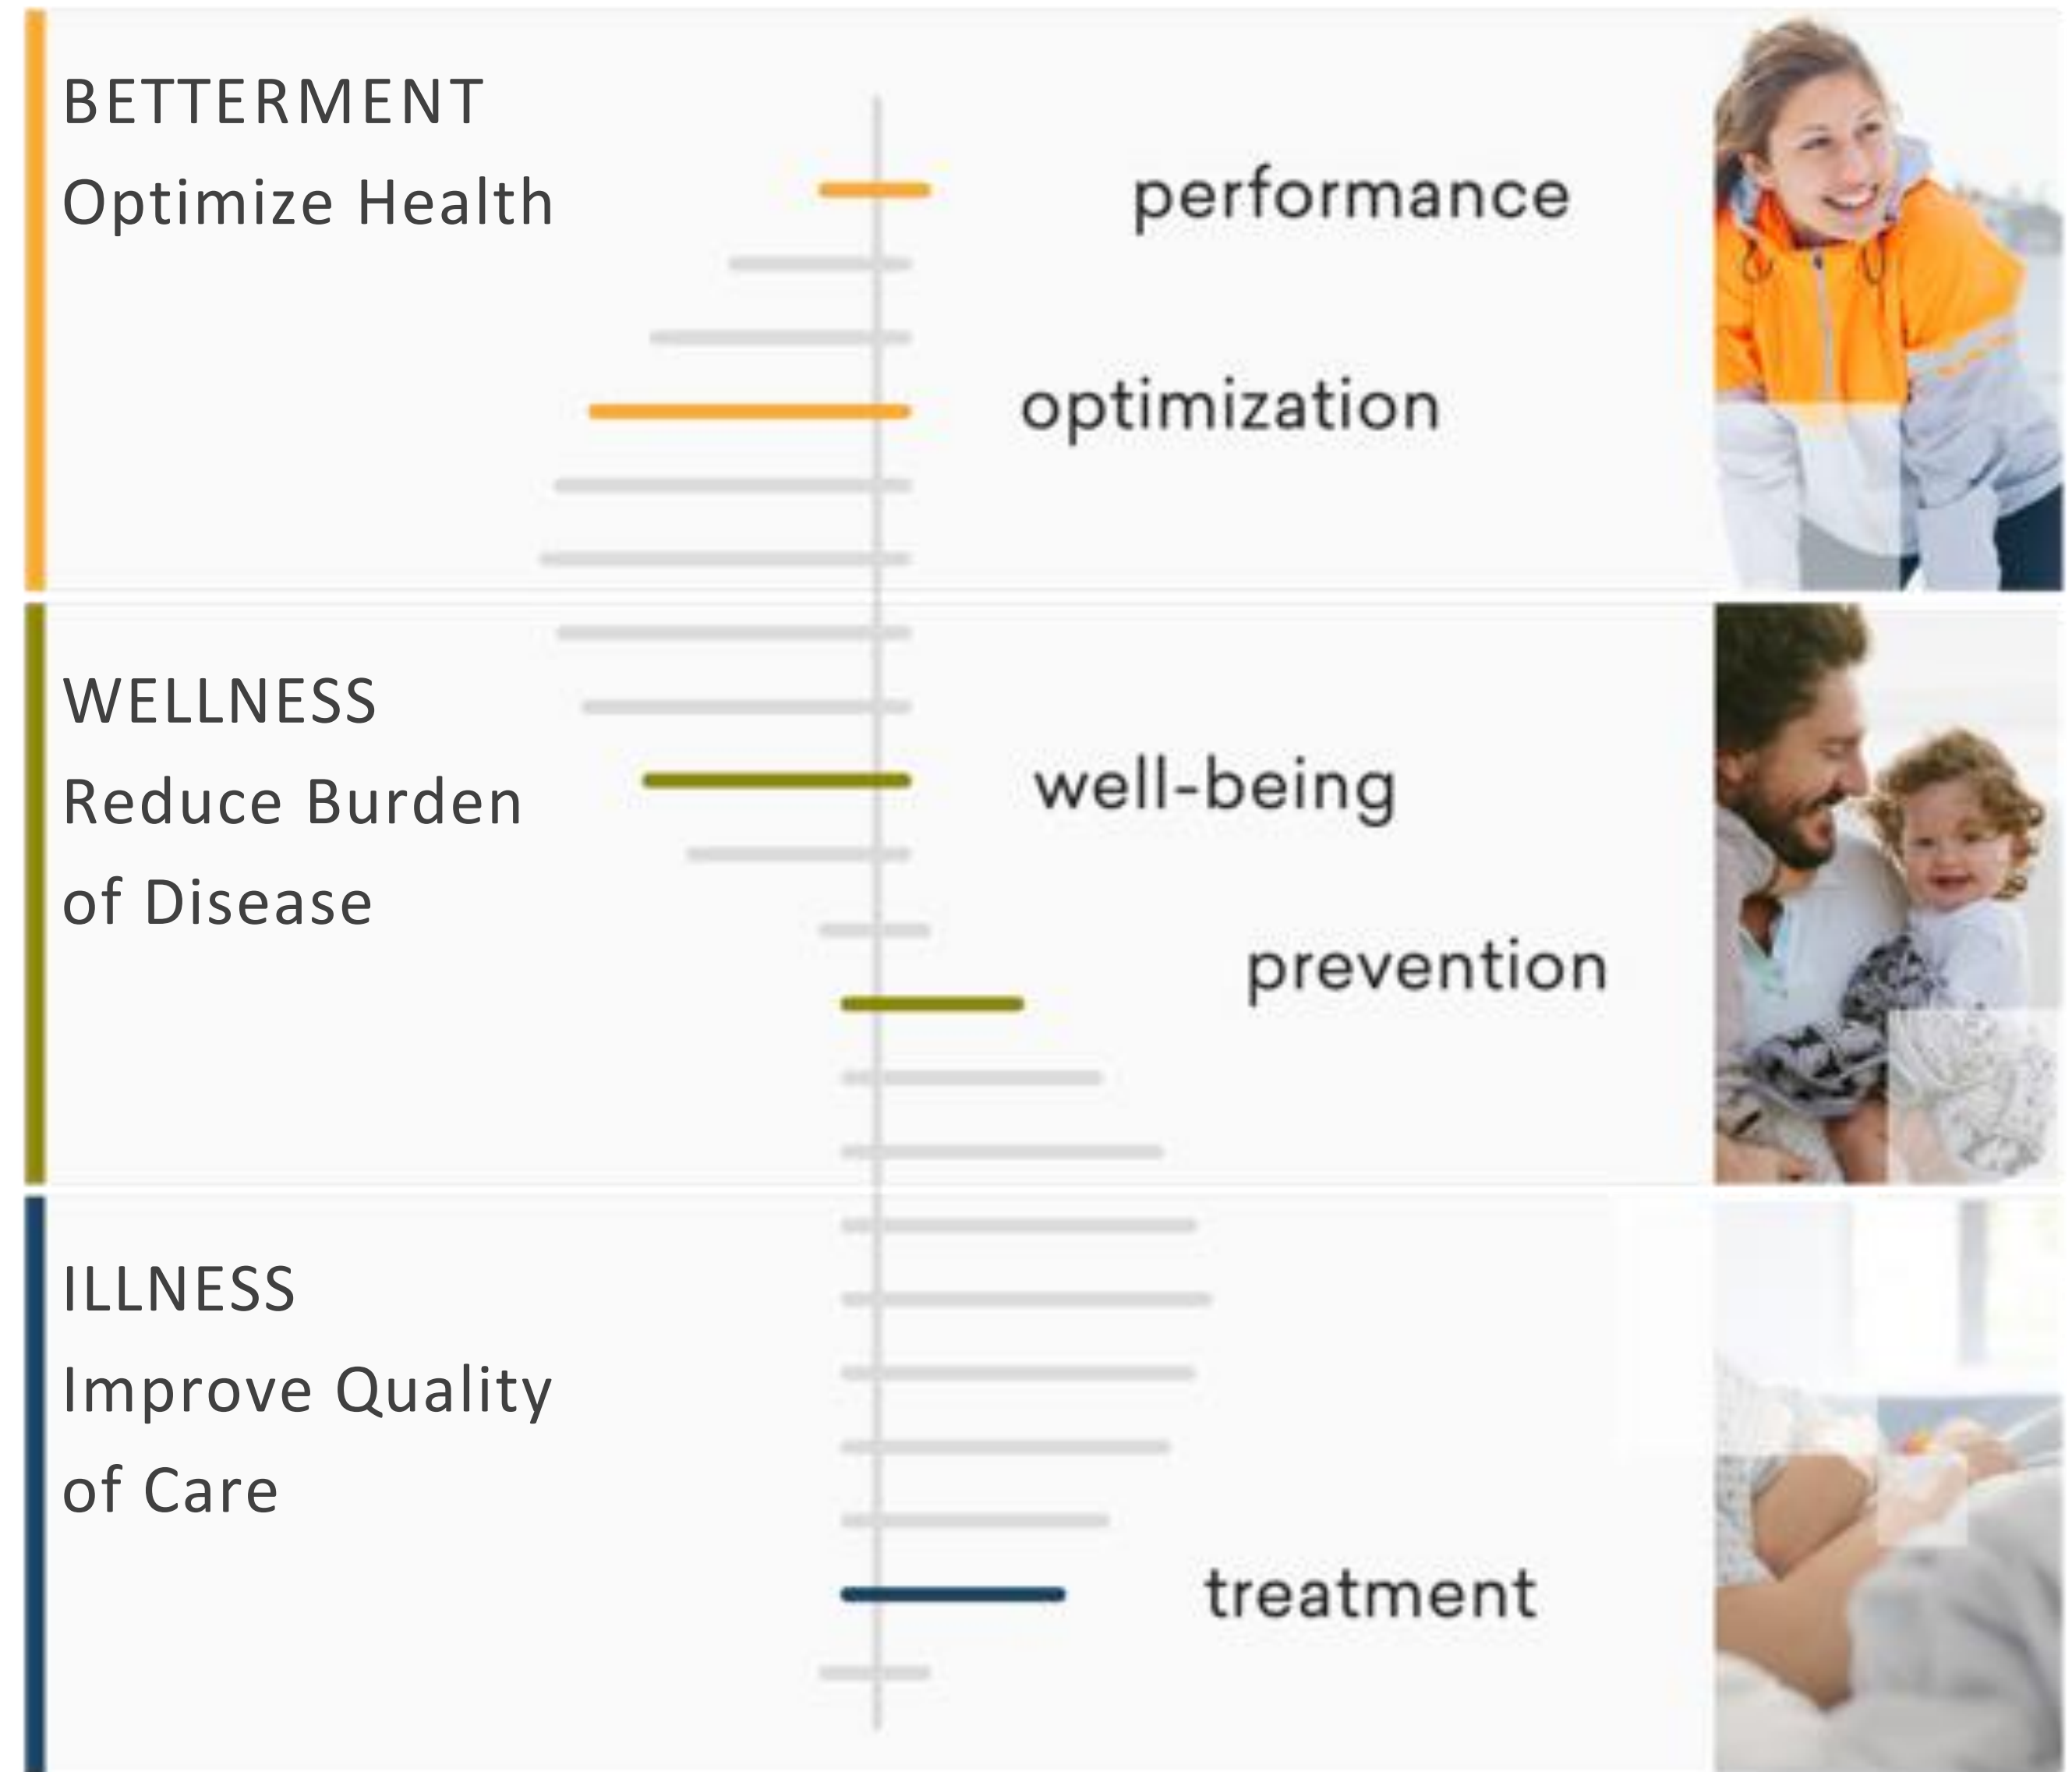 BETTERMENT
Optimize Health
performance
optimization
WELLNESS
Reduce Burden
of Disease
well-being
prevention
ILLNESS
Improve Quality
of Care
treatment